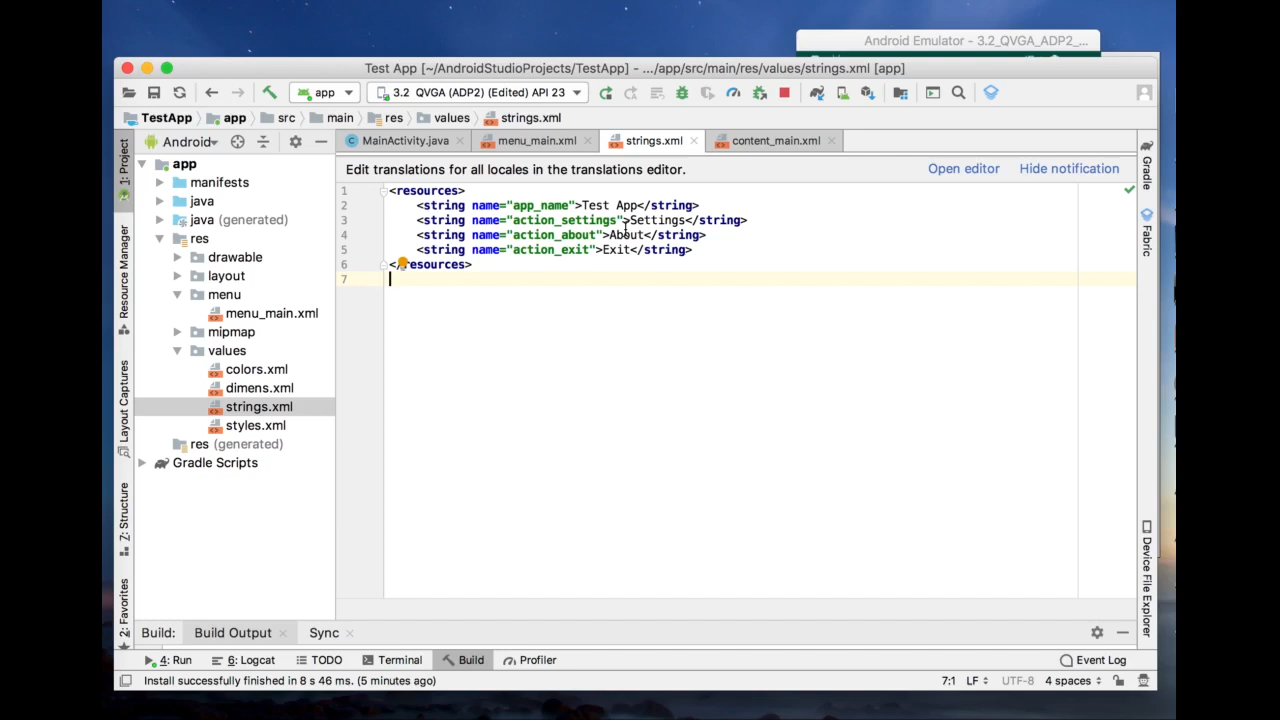 Android Emulator - 3.2_QVGA_ADP2_...
Test App [~/AndroidStudioProjects/TestApp] - .../app/src/main/res/values/strings.xml [app]
app
3.2 QVGA (ADP2) (Edited) API 23
TestApp app src main res values strings.xml
1: Project
Resource Manager
Layout Captures
Z: Structure
2: Favorites
Android
app
manifests
java
java (generated)
res
drawable
layout
menu
menu_main.xml
mipmap
values
colors.xml
dimens.xml
strings.xml
styles.xml
res (generated)
Gradle Scripts
MainActivity.java menu_main.xml strings.xml content_main.xml
Edit translations for all locales in the translations editor. Open editor Hide notification
1 <resources>
2 <string name="app_name">Test App</string>
3 <string name="action_settings">Settings</string>
4 <string name="action_about">About</string>
5 <string name="action_exit">Exit</string>
6 </resources>
7
Gradle
Fabric
Device File Explorer
Build: Build Output Sync
4: Run 6: Logcat TODO Terminal Build Profiler Event Log
Install successfully finished in 8 s 46 ms. (5 minutes ago) 7:1 LF UTF-8 4 spaces